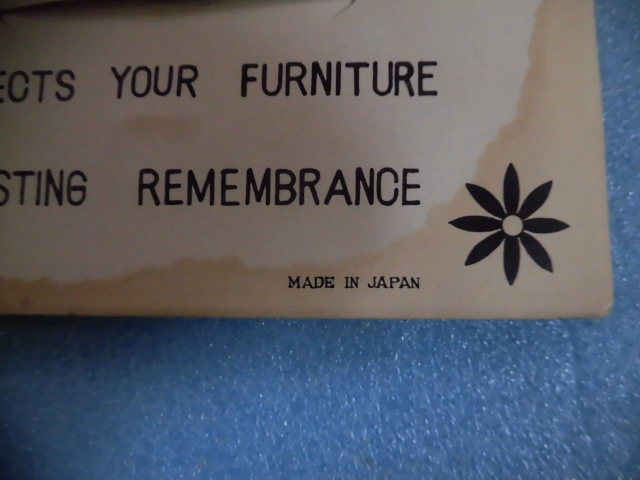 ECTS YOUR FURNITURE
STING REMEMBRANCE
MADE IN JAPAN